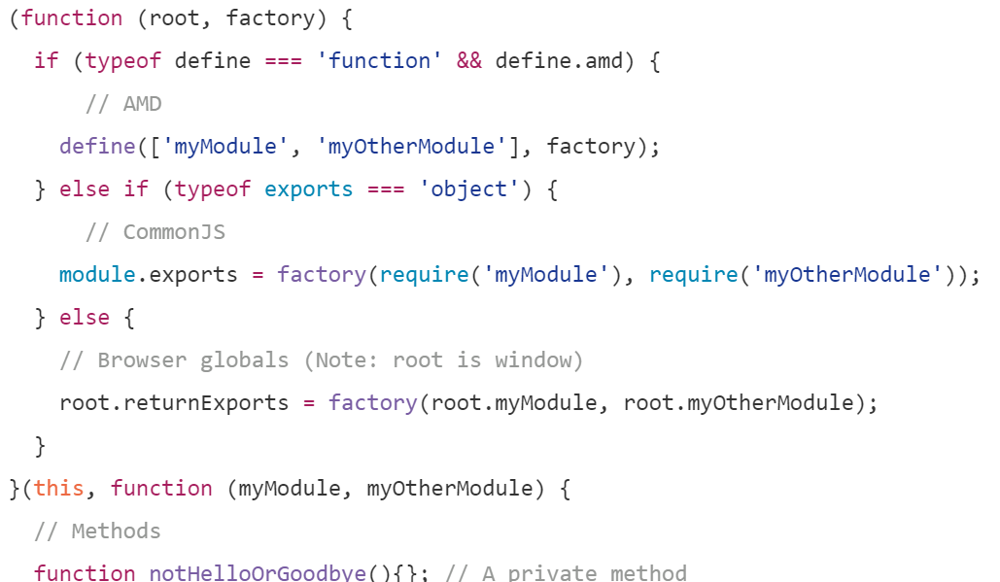 (function (root, factory) {
  if (typeof define === 'function' && define.amd) {
      // AMD
    define(['myModule', 'myOtherModule'], factory);
  } else if (typeof exports === 'object') {
      // CommonJS
    module.exports = factory(require('myModule'), require('myOtherModule'));
  } else {
    // Browser globals (Note: root is window)
    root.returnExports = factory(root.myModule, root.myOtherModule);
  }
}(this, function (myModule, myOtherModule) {
  // Methods
  function notHelloOrGoodbye(){}; // A private method